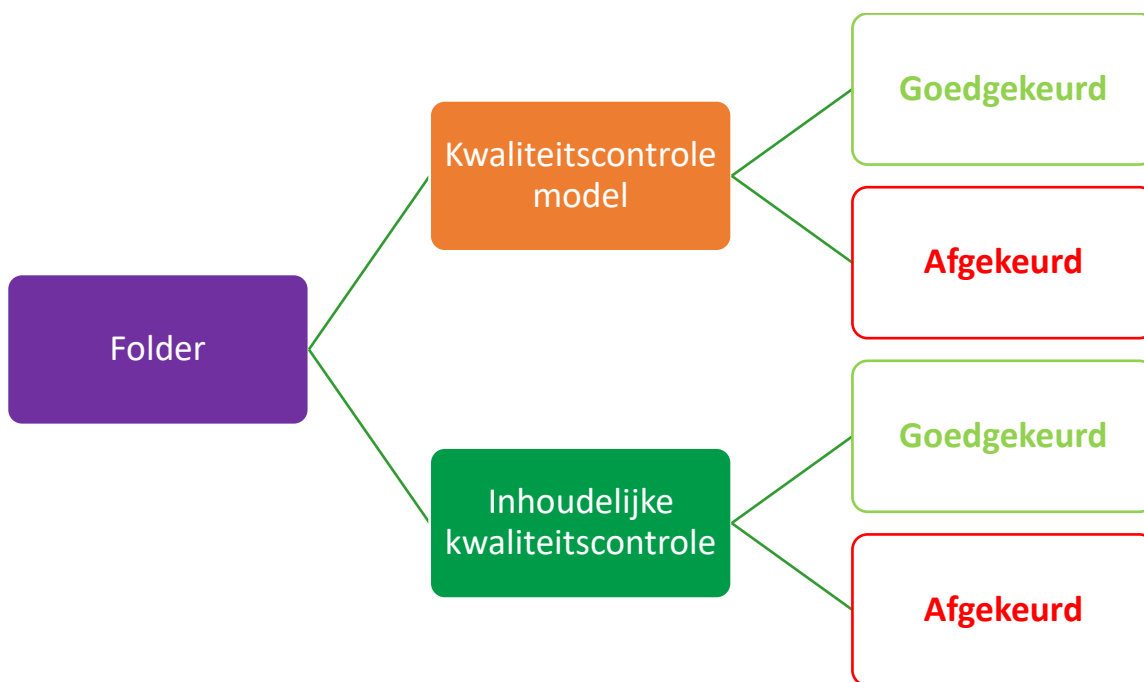 Folder
Kwaliteitscontrole
model
Goedgekeurd
Afgekeurd
Inhoudelijke
kwaliteitscontrole
Goedgekeurd
Afgekeurd